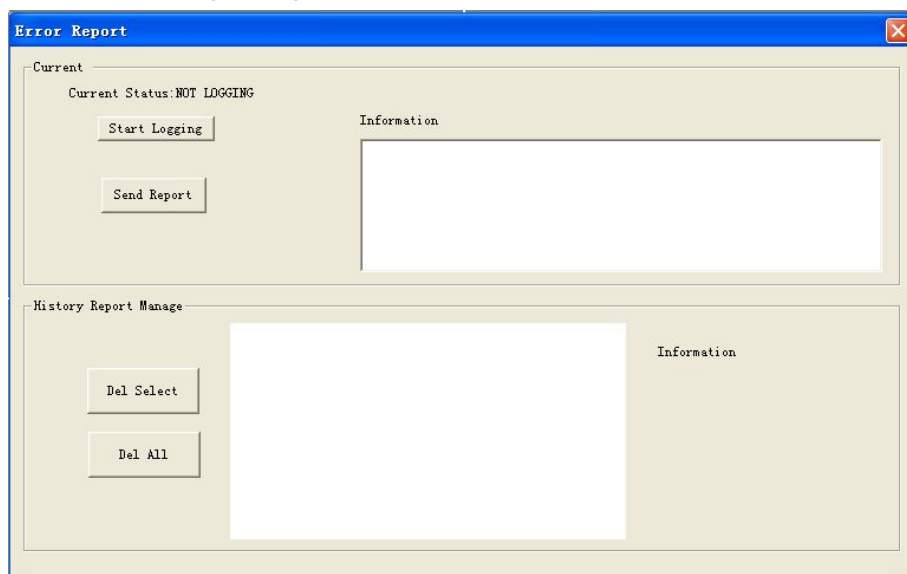 Error Report
Current
Current Status:NOT LOGGING
Start Logging
Information
Send Report
History Report Manage
Information
Del Select
Del All